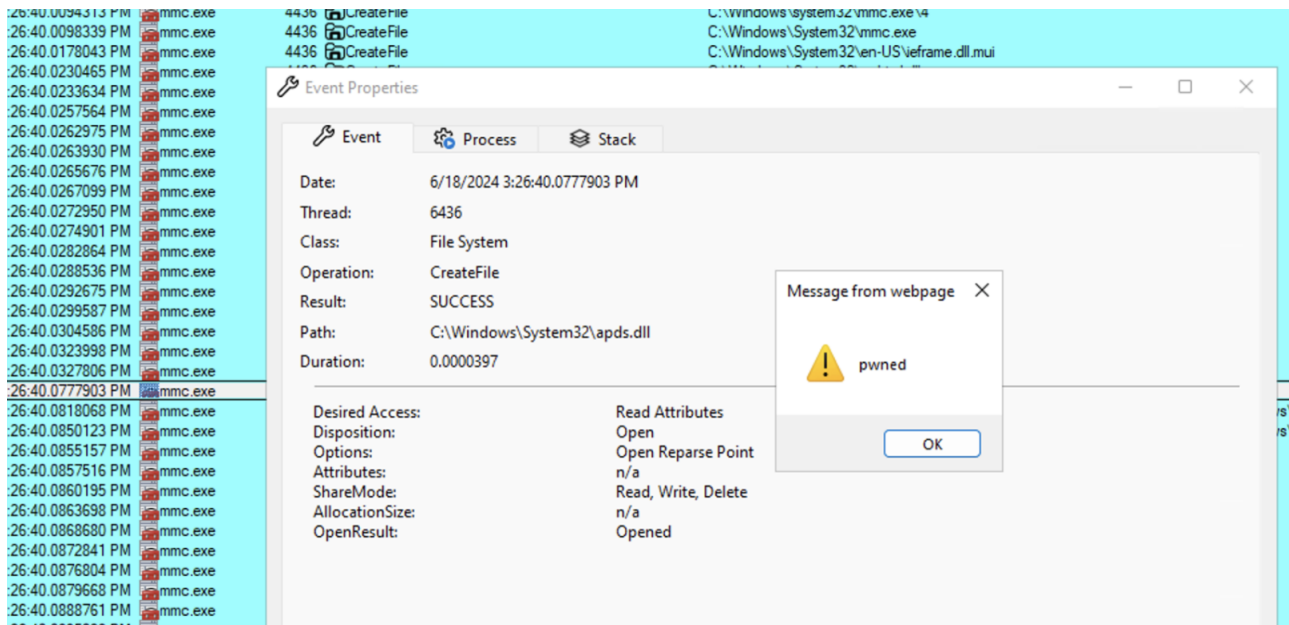 :26:40.0094313 PM mmc.exe 4436 CreateFile C:\Windows\system32\mmc.exe\4
:26:40.0098339 PM mmc.exe 4436 CreateFile C:\Windows\System32\mmc.exe
:26:40.0178043 PM mmc.exe 4436 CreateFile C:\Windows\System32\en-US\ieframe.dll.mui
:26:40.0230465 PM mmc.exe
:26:40.0233634 PM mmc.exe
:26:40.0257564 PM mmc.exe
:26:40.0262975 PM mmc.exe
:26:40.0263930 PM mmc.exe
:26:40.0265676 PM mmc.exe
:26:40.0267099 PM mmc.exe
:26:40.0272950 PM mmc.exe
:26:40.0274901 PM mmc.exe
:26:40.0282864 PM mmc.exe
:26:40.0288536 PM mmc.exe
:26:40.0292675 PM mmc.exe
:26:40.0299587 PM mmc.exe
:26:40.0304586 PM mmc.exe
:26:40.0323998 PM mmc.exe
:26:40.0327806 PM mmc.exe
:26:40.0777903 PM mmc.exe
:26:40.0818068 PM mmc.exe
:26:40.0850123 PM mmc.exe
:26:40.0855157 PM mmc.exe
:26:40.0857516 PM mmc.exe
:26:40.0860195 PM mmc.exe
:26:40.0863698 PM mmc.exe
:26:40.0868680 PM mmc.exe
:26:40.0872841 PM mmc.exe
:26:40.0876804 PM mmc.exe
:26:40.0879668 PM mmc.exe
:26:40.0888761 PM mmc.exe
Event Properties
Event Process Stack
Date: 6/18/2024 3:26:40.0777903 PM
Thread: 6436
Class: File System
Operation: CreateFile
Result: SUCCESS
Path: C:\Windows\System32\apds.dll
Duration: 0.0000397
Desired Access: Read Attributes
Disposition: Open
Options: Open Reparse Point
Attributes: n/a
ShareMode: Read, Write, Delete
AllocationSize: n/a
OpenResult: Opened
Message from webpage
pwned
OK